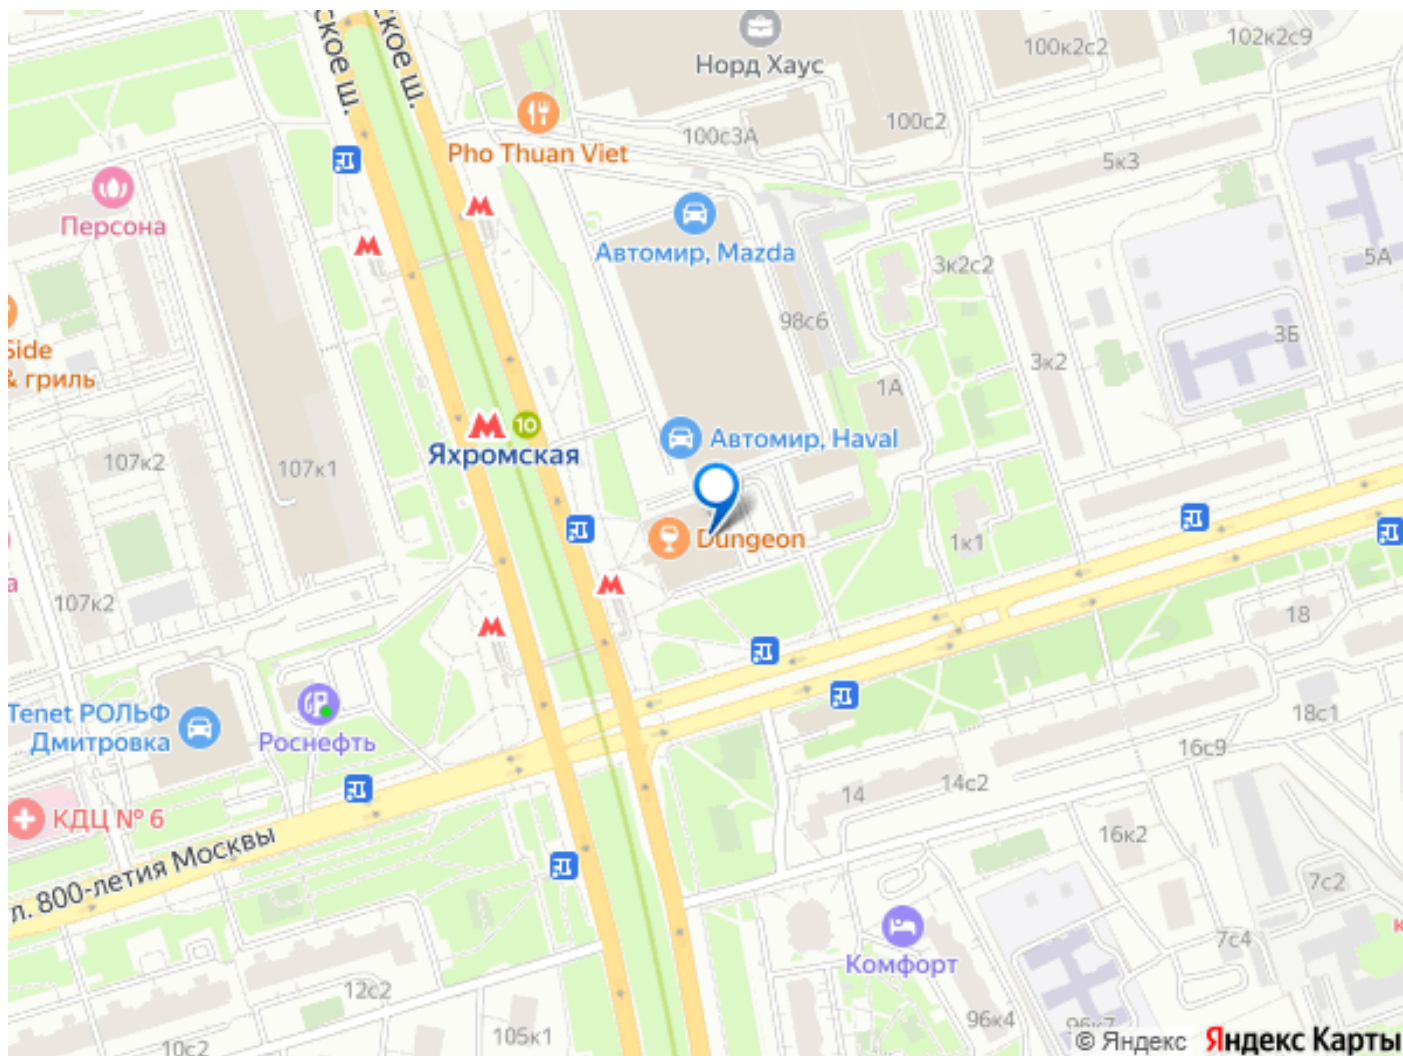 ское ш.
ское ш.
Норд Хаус
100к2с2
102к2с9
Pho Thuan Viet
100с3А
100с2
5к3
Персона
Автомир, Mazda
3к2с2
5А
98с6
3Б
Side
& гриль
3к2
1А
10
Яхромская
Автомир, Haval
107к2
107к1
Dungeon
1к1
а
107к2
18
Tenet РОЛЬФ
Дмитровка
Роснефть
18с1
16с9
14с2
14
КДЦ № 6
16к2
л. 800-летия Москвы
7с2
к
7с4
Комфорт
12с2
96к4
96к7
105к1
10с2
© Яндекс Яндекс Карты